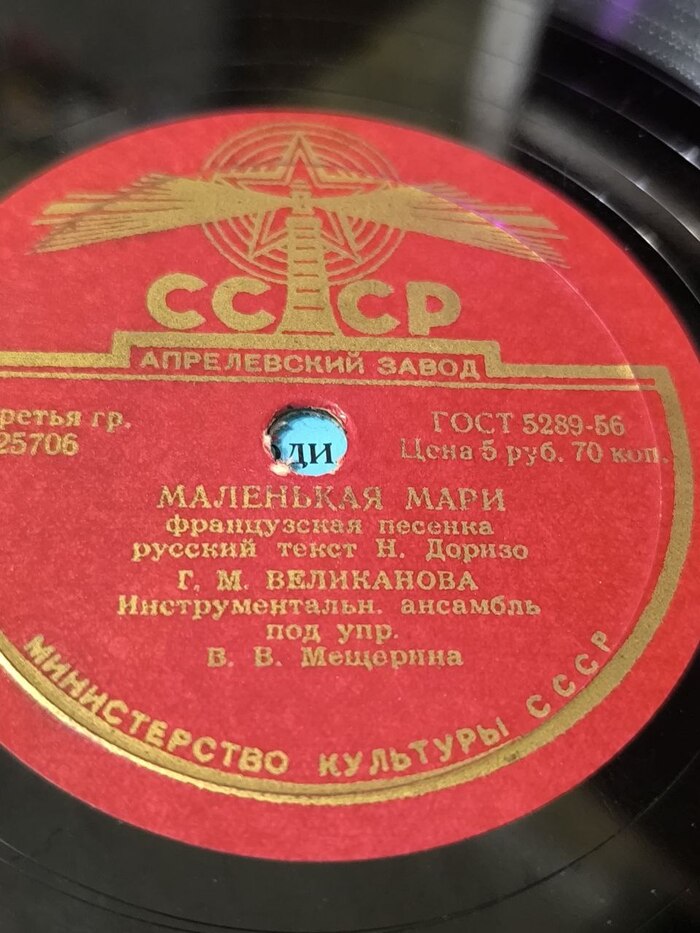 СССР
АПРЕЛЕВСКИЙ ЗАВОД
ретья гр.
25706
ГОСТ 5289-56
Цена 5 руб. 70 коп.
ди
МАЛЕНЬКАЯ МАРИ
французская песенка
русский текст Н. Доризо
Г. М. ВЕЛИКАНОВА
Инструментальн. ансамбль
под упр.
В. В. Мещерина
МИНИСТЕРСТВО КУЛЬТУРЫ СССР